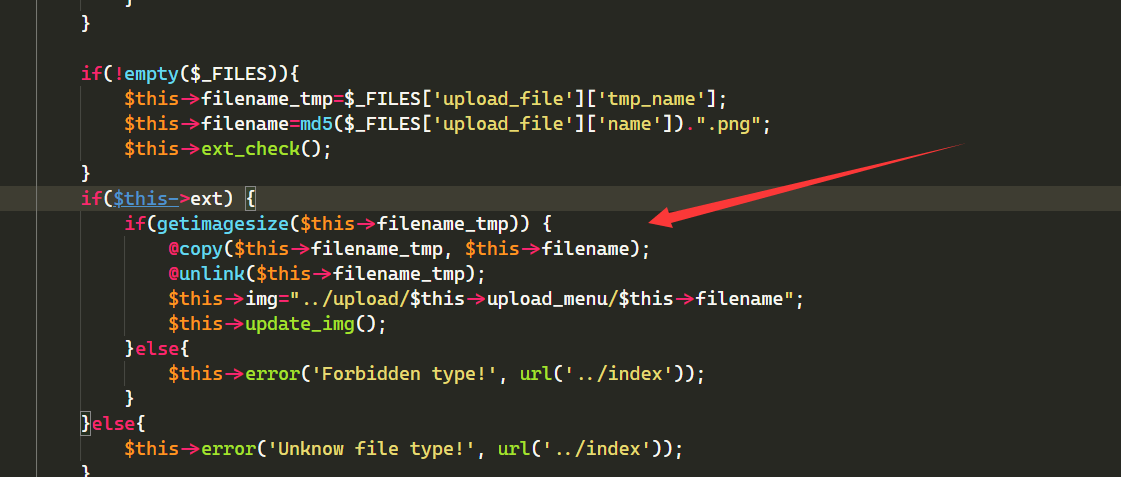 }
}
if(!empty($_FILES)){
$this->filename_tmp=$_FILES['upload_file']['tmp_name'];
$this->filename=md5($_FILES['upload_file']['name']).".png";
$this->ext_check();
}
if($this->ext) {
if(getimagesize($this->filename_tmp)) {
@copy($this->filename_tmp, $this->filename);
@unlink($this->filename_tmp);
$this->img="../upload/$this->upload_menu/$this->filename";
$this->update_img();
}else{
$this->error('Forbidden type!', url('../index'));
}
}else{
$this->error('Unknow file type!', url('../index'));
}